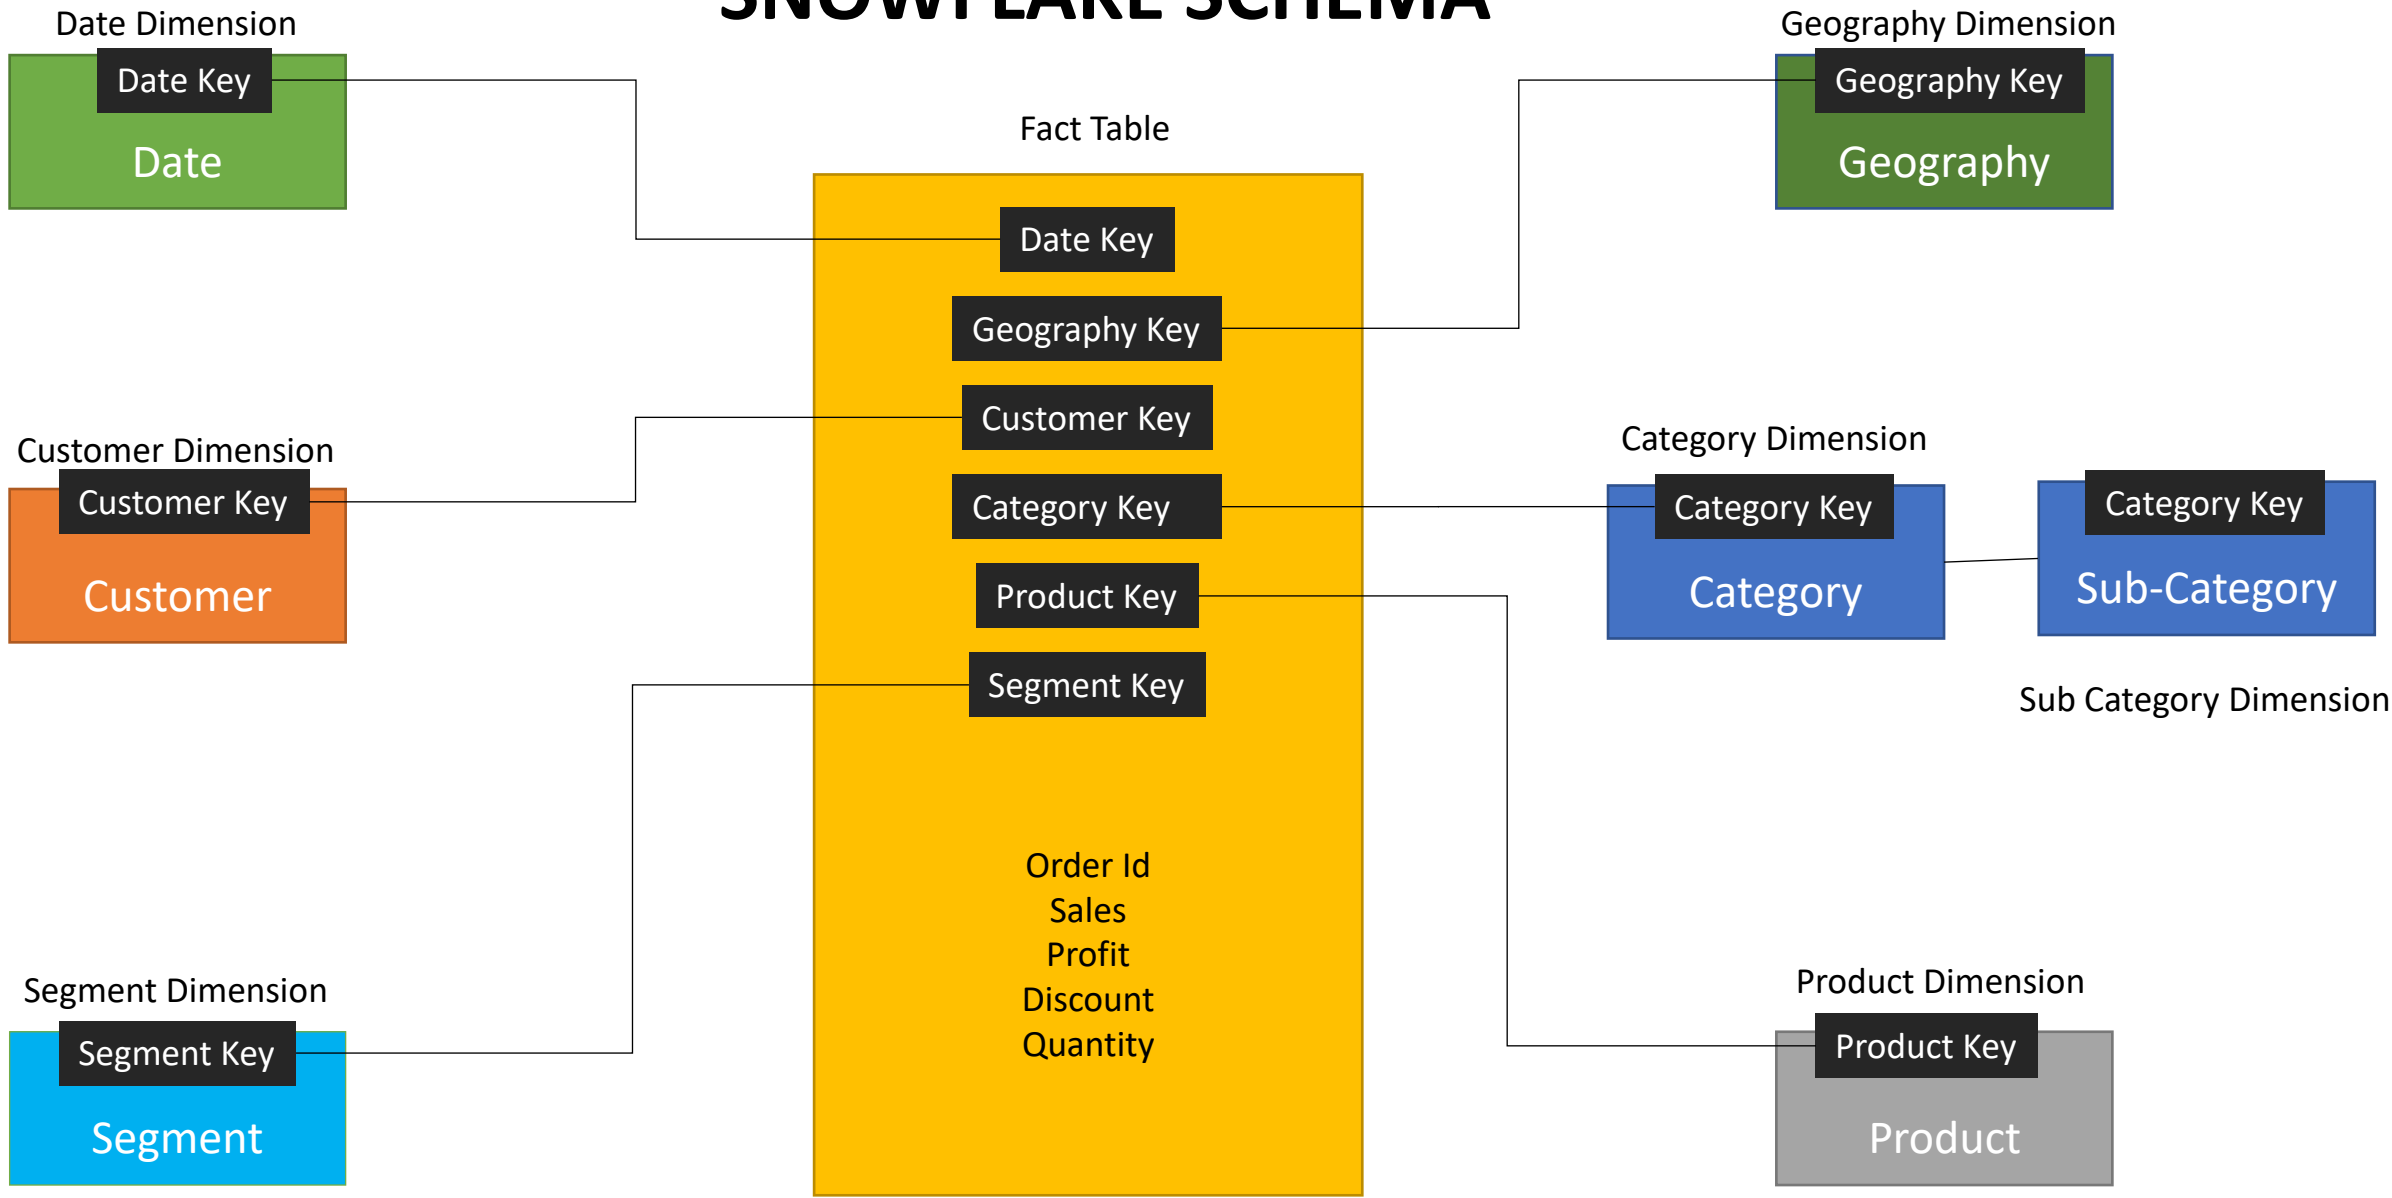 SNOWFLAKE SCHEMA
Date Dimension
Date Key
Date
Geography Dimension
Geography Key
Geography
Fact Table
Date Key
Geography Key
Customer Key
Category Key
Product Key
Segment Key
Order Id
Sales
Profit
Discount
Quantity
Customer Dimension
Customer Key
Customer
Category Dimension
Category Key
Category
Category Key
Sub-Category
Sub Category Dimension
Segment Dimension
Segment Key
Segment
Product Dimension
Product Key
Product